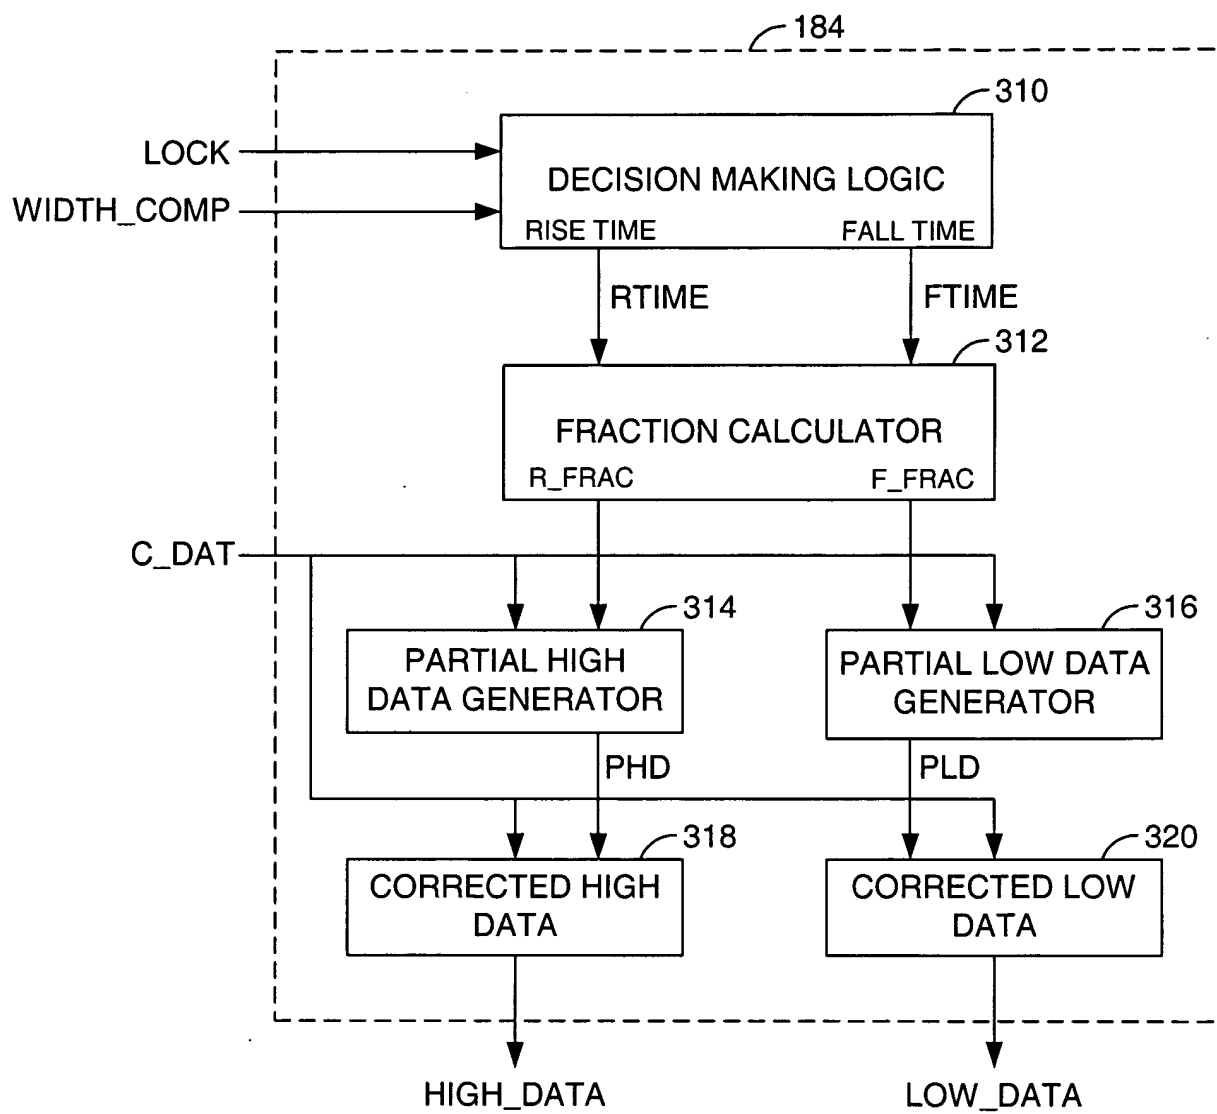 184
310
LOCK
DECISION MAKING LOGIC
WIDTH_COMP
RISE TIME FALL TIME
RTIME FTIME
312
FRACTION CALCULATOR
R_FRAC F_FRAC
C_DAT
314 316
PARTIAL HIGH
DATA GENERATOR
PARTIAL LOW DATA
GENERATOR
PHD PLD
318 320
CORRECTED HIGH
DATA
CORRECTED LOW
DATA
HIGH_DATA LOW_DATA